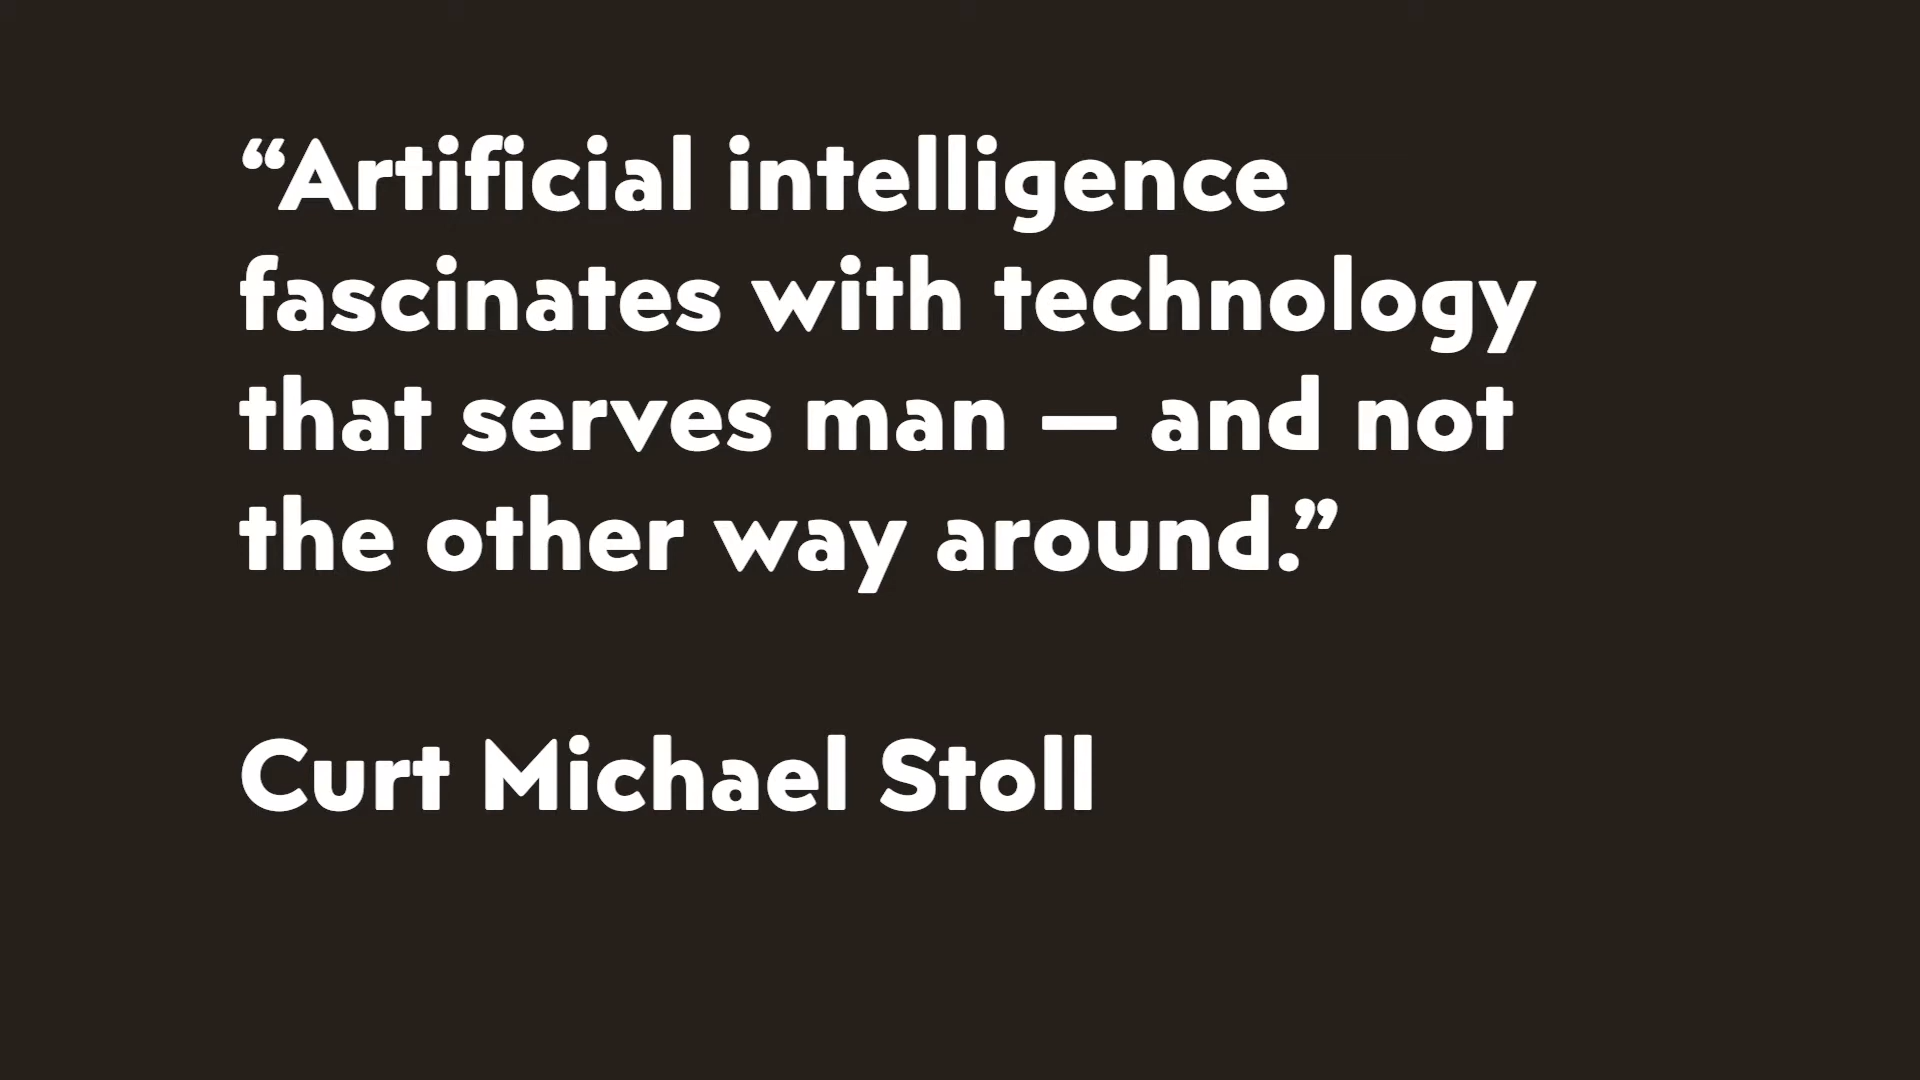 “Artificial intelligence
fascinates with technology
that serves man — and not
the other way around.”
Curt Michael Stoll